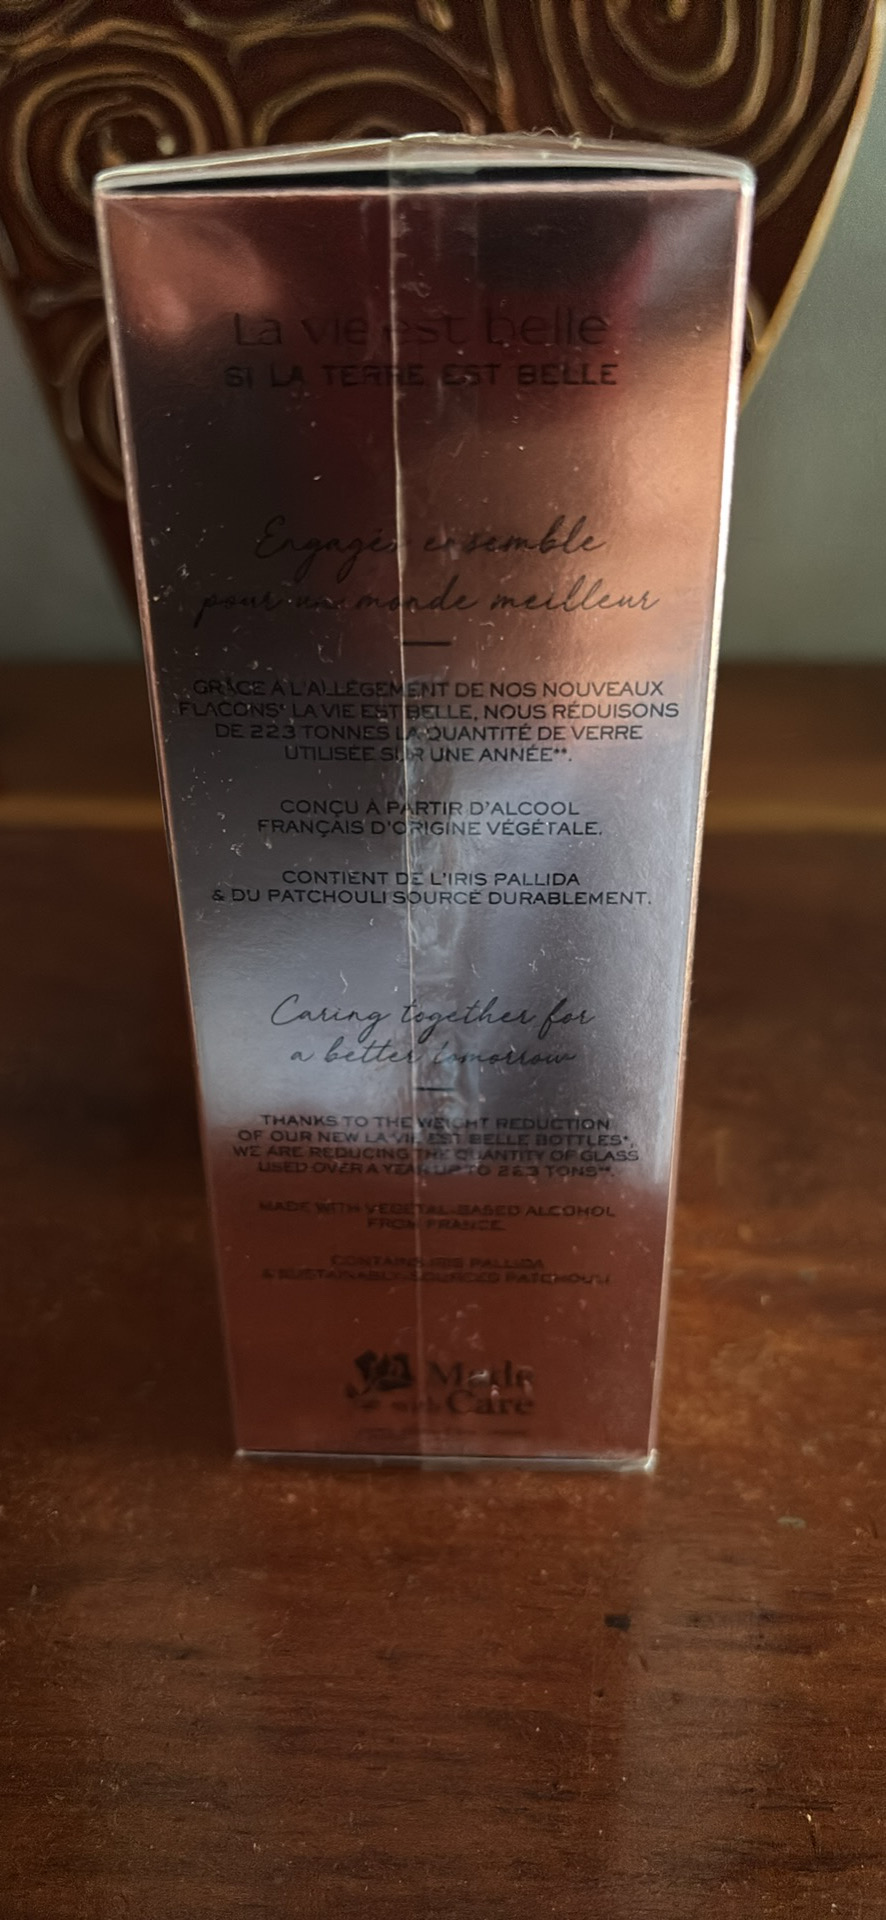 La vie est belle
SI LA TERRE EST BELLE
Engagés ensemble
pour un monde meilleur
GRÂCE À L'ALLÈGEMENT DE NOS NOUVEAUX
FLACONS* LA VIE EST BELLE, NOUS RÉDUISONS
DE 223 TONNES LA QUANTITÉ DE VERRE
UTILISÉE SUR UNE ANNÉE**.
CONÇU À PARTIR D'ALCOOL
FRANÇAIS D'ORIGINE VÉGÉTALE.
CONTIENT DE L'IRIS PALLIDA
& DU PATCHOULI SOURCÉ DURABLEMENT.
Caring together for
a better tomorrow
THANKS TO THE WEIGHT REDUCTION
OF OUR NEW LA VIE EST BELLE BOTTLES*,
WE ARE REDUCING THE QUANTITY OF GLASS
USED OVER A YEAR UP TO 223 TONS**.
MADE WITH VEGETAL-BASED ALCOHOL
FROM FRANCE.
CONTAINS IRIS PALLIDA
& SUSTAINABLY-SOURCED PATCHOULI
Made
with Care